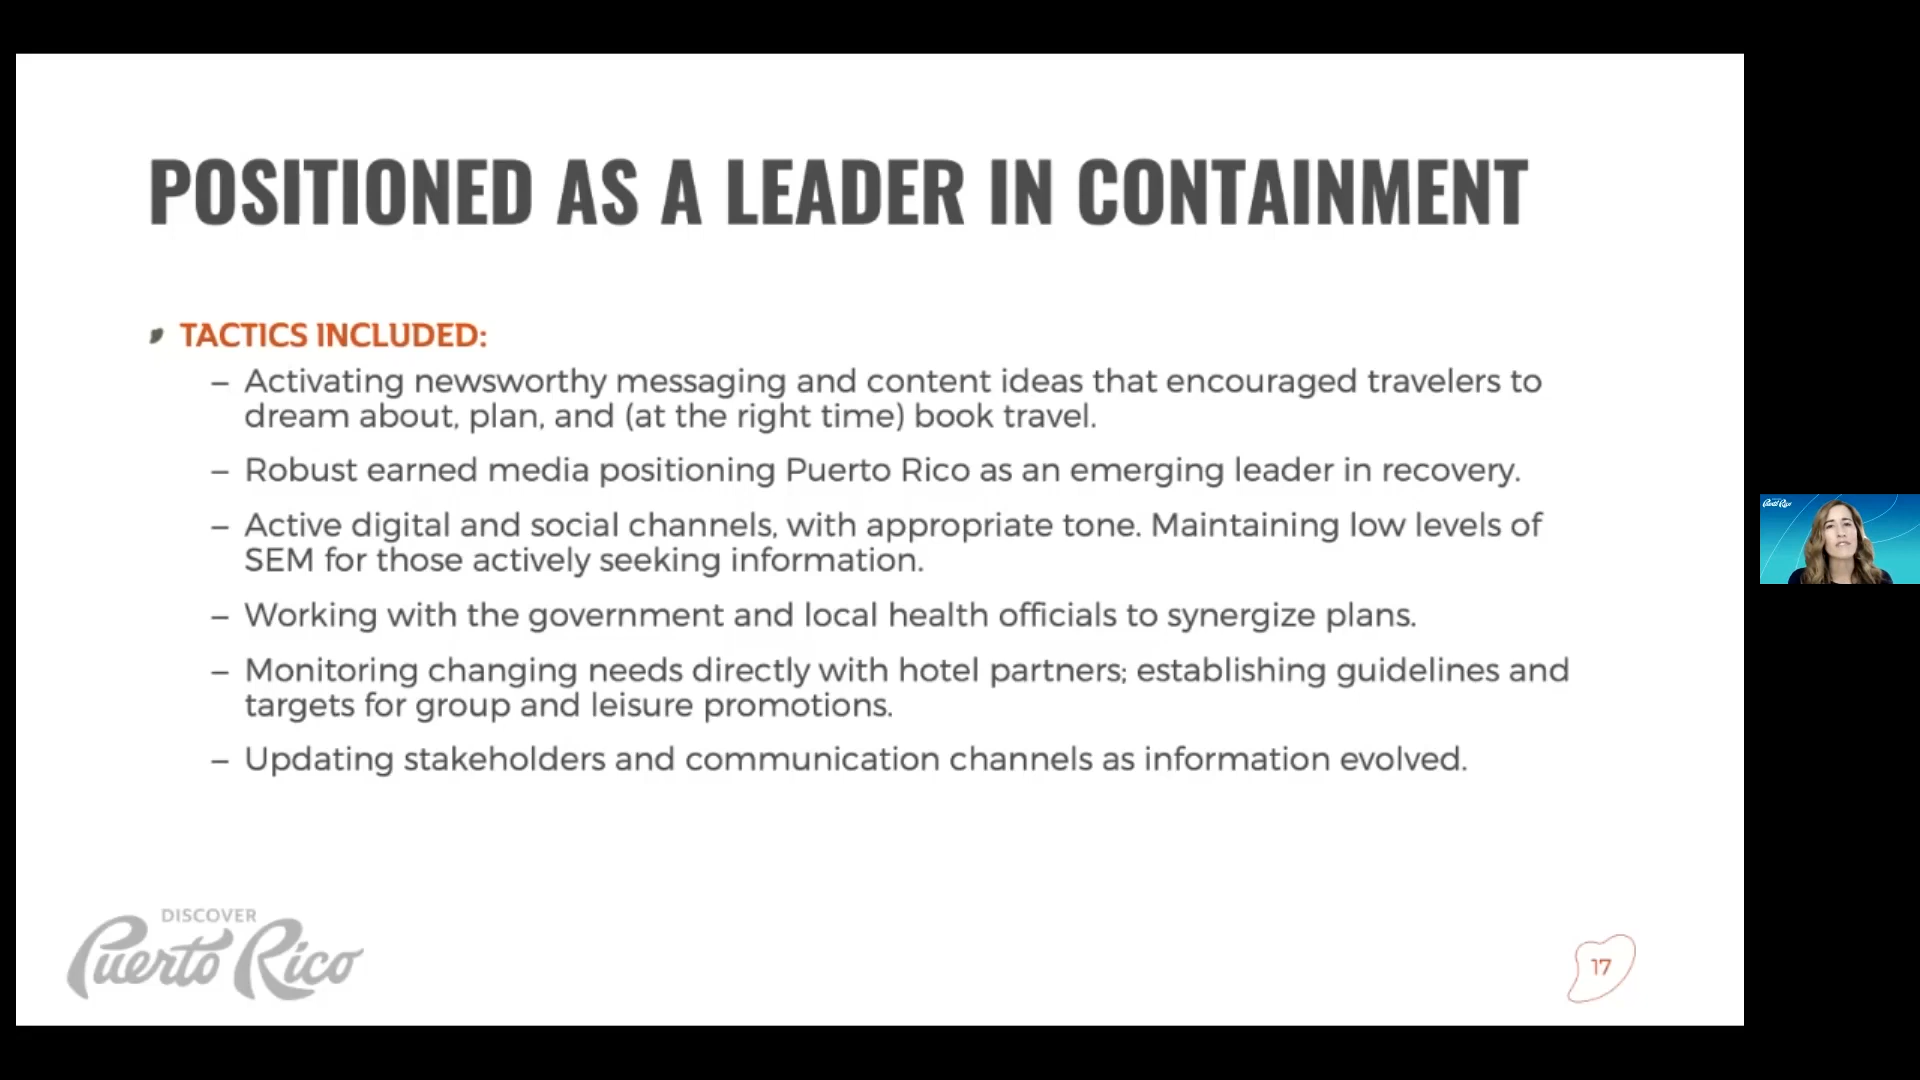 POSITIONED AS A LEADER IN CONTAINMENT
TACTICS INCLUDED:
– Activating newsworthy messaging and content ideas that encouraged travelers to
dream about, plan, and (at the right time) book travel.
– Robust earned media positioning Puerto Rico as an emerging leader in recovery.
– Active digital and social channels, with appropriate tone. Maintaining low levels of
SEM for those actively seeking information.
– Working with the government and local health officials to synergize plans.
– Monitoring changing needs directly with hotel partners; establishing guidelines and
targets for group and leisure promotions.
– Updating stakeholders and communication channels as information evolved.
DISCOVER
Puerto Rico
17
Puerto Rico